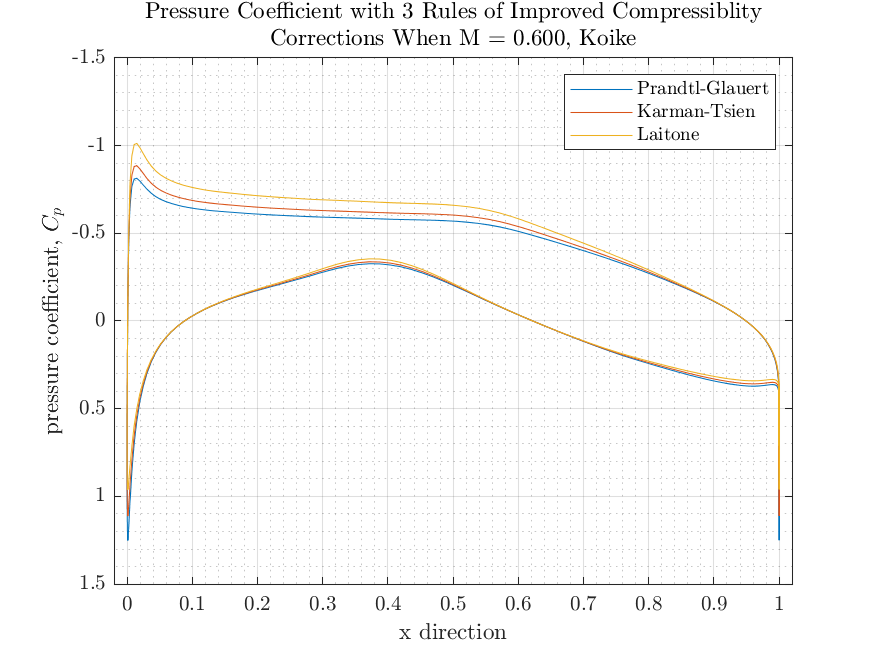 Pressure Coefficient with 3 Rules of Improved Compressiblity
Corrections When M = 0.600, Koike
Prandtl-Glauert
Karman-Tsien
Laitone
pressure coefficient, Cp
-1.5
-1
-0.5
0
0.5
1
1.5
0 0.1 0.2 0.3 0.4 0.5 0.6 0.7 0.8 0.9 1
x direction